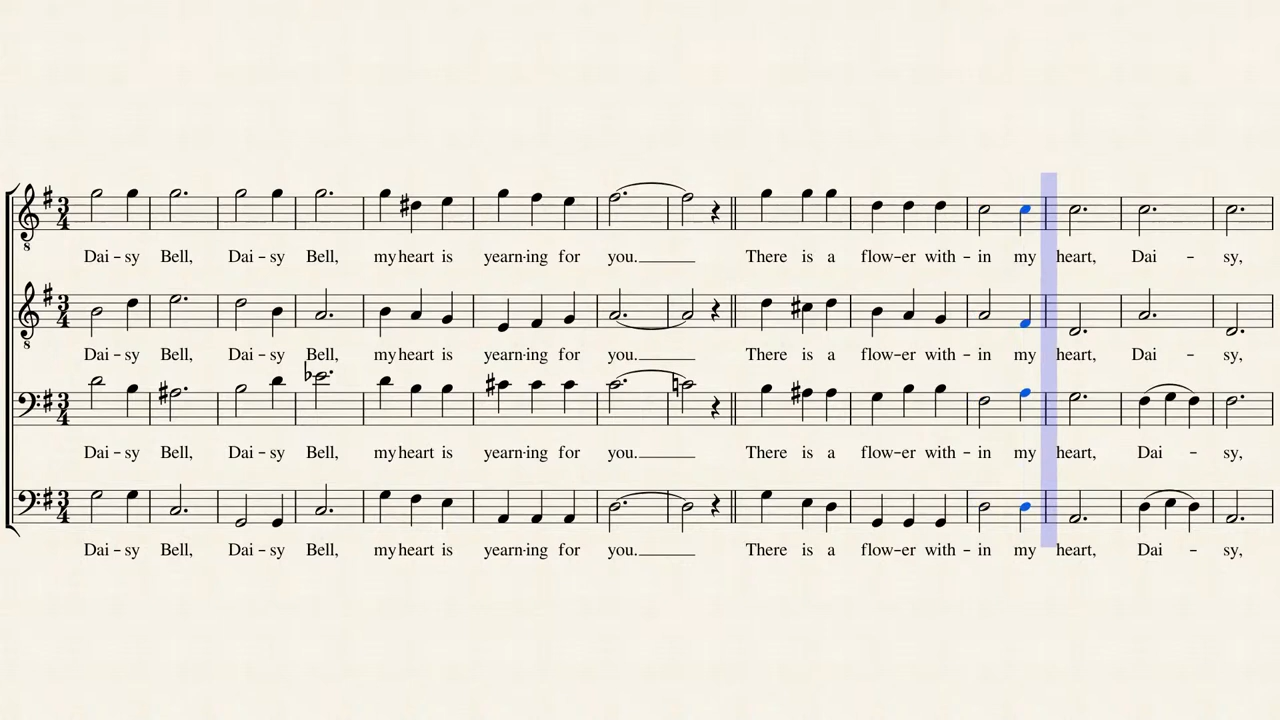 Dai - sy Bell, Dai - sy Bell, my heart is yearn-ing for you. There is a flow-er with-in my heart, Dai - sy,
Dai - sy Bell, Dai - sy Bell, my heart is yearn-ing for you. There is a flow-er with-in my heart, Dai - sy,
Dai - sy Bell, Dai - sy Bell, my heart is yearn-ing for you. There is a flow-er with-in my heart, Dai - sy,
Dai - sy Bell, Dai - sy Bell, my heart is yearn-ing for you. There is a flow-er with-in my heart, Dai - sy,